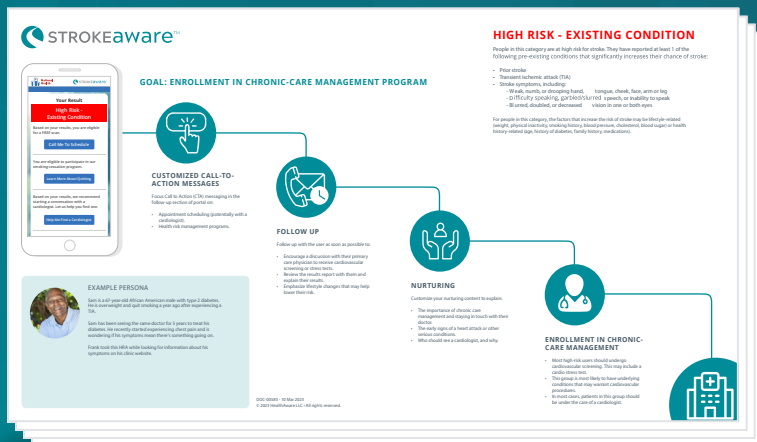 STROKEaware™
HIGH RISK - EXISTING CONDITION
People in this category are at high risk for stroke. They have reported at least 1 of the
following pre-existing conditions that significantly increases their chance of stroke:
• Prior stroke
• Transient ischemic attack (TIA)
• Stroke symptoms, including:
- Weak, numb, or drooping hand, tongue, cheek, face, arm or leg
- Difficulty speaking, garbled/slurred speech, or inability to speak
- Blurred, doubled, or decreased vision in one or both eyes
For people in this category, the factors that increase the risk of stroke may be lifestyle-related
(weight, physical inactivity, smoking history, blood pressure, cholesterol, blood sugar) or health
history-related (age, history of diabetes, family history, medications).
GOAL: ENROLLMENT IN CHRONIC-CARE MANAGEMENT PROGRAM
Your Result
High Risk -
Existing Condition
Based on your results, you are eligible
for a FREE scan:
Call Me To Schedule
You are eligible to participate in our
smoking cessation program.
Learn More About Quitting
Based on your results, we recommend
starting a conversation with a
cardiologist. Let us help you find one:
Help Me Find a Cardiologist
CUSTOMIZED CALL-TO-
ACTION MESSAGES
Focus Call to Action (CTA) messaging in the
follow-up section of portal on:
• Appointment scheduling (potentially with a
cardiologist).
• Health risk management programs.
FOLLOW UP
Follow up with the user as soon as possible to:
• Encourage a discussion with their primary
care physician to receive cardiovascular
screening or stress tests.
• Review the results report with them and
explain their results.
• Emphasize lifestyle changes that may help
lower their risk.
NURTURING
Customize your nurturing content to explain:
• The importance of chronic care
management and staying in touch with their
doctor.
• The early signs of a heart attack or other
serious conditions.
• Who should see a cardiologist, and why.
ENROLLMENT IN CHRONIC-
CARE MANAGEMENT
• Most high-risk users should undergo
cardiovascular screening. This may include a
cardio stress test.
• This group is most likely to have underlying
conditions that may warrant cardiovascular
procedures.
• In most cases, patients in this group should
be under the care of a cardiologist.
EXAMPLE PERSONA
Sam is a 67-year-old African American male with type 2 diabetes.
He is overweight and quit smoking a year ago after experiencing a
TIA.
Sam has been seeing the same doctor for 5 years to treat his
diabetes. He recently started experiencing chest pain and is
wondering if his symptoms mean there's something going on.
Frank took this HRA while looking for information about his
symptoms on his clinic website.
DOC-00580 - 10 Mar 2023
© 2023 HealthAware LLC • All rights reserved.